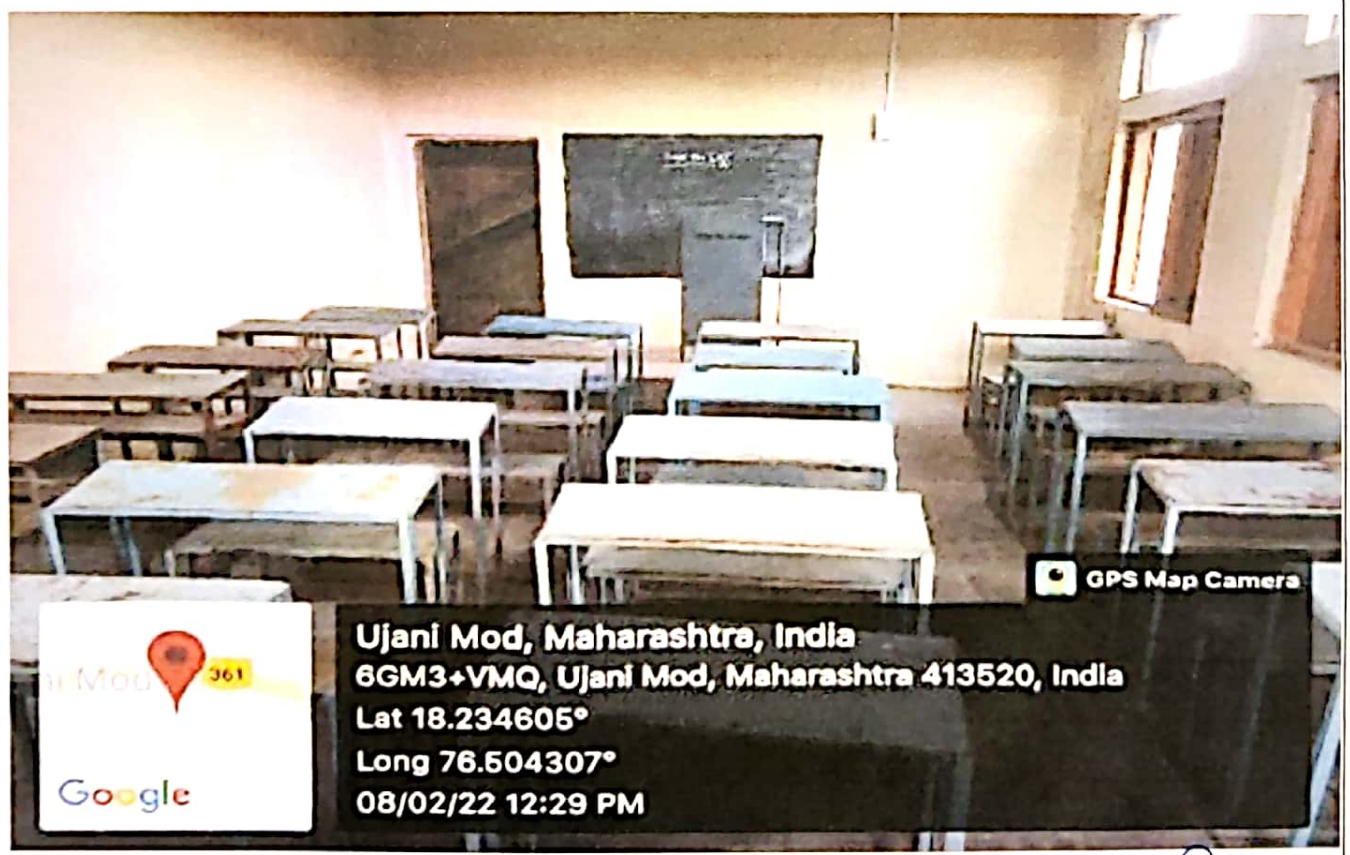 GPS Map Camera
Ujani Mod, Maharashtra, India
6GM3+VMQ, Ujani Mod, Maharashtra 413520, India
Lat 18.234605°
Long 76.504307°
08/02/22 12:29 PM
Mod
361
Google